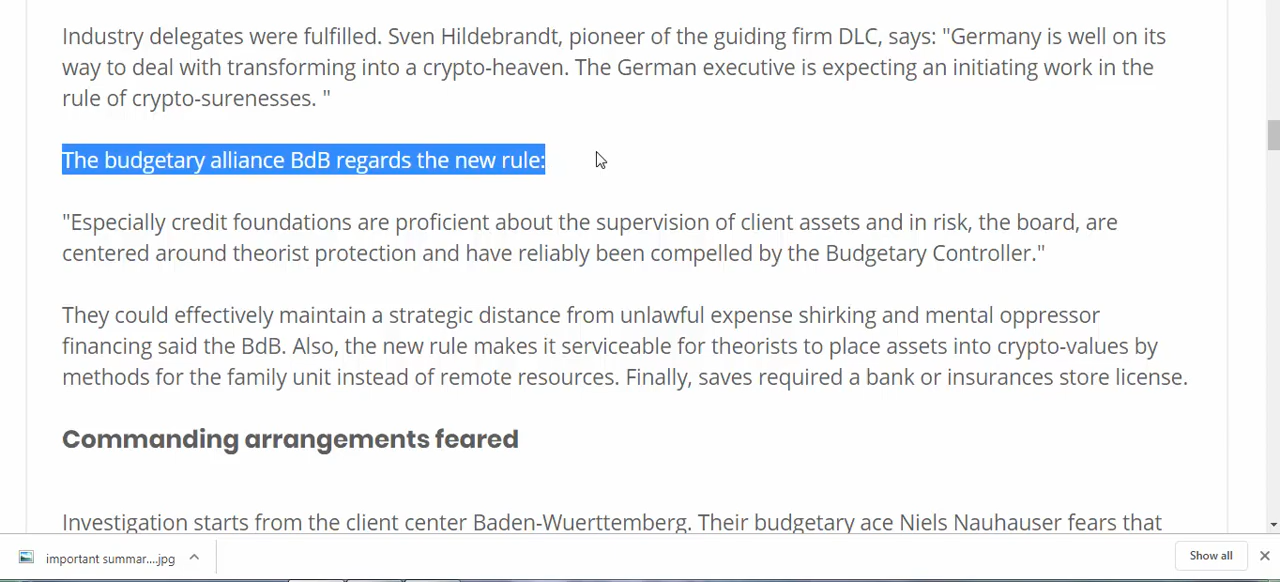 Industry delegates were fulfilled. Sven Hildebrandt, pioneer of the guiding firm DLC, says: "Germany is well on its
way to deal with transforming into a crypto-heaven. The German executive is expecting an initiating work in the
rule of crypto-surenesses. "
The budgetary alliance BdB regards the new rule:
"Especially credit foundations are proficient about the supervision of client assets and in risk, the board, are
centered around theorist protection and have reliably been compelled by the Budgetary Controller."
They could effectively maintain a strategic distance from unlawful expense shirking and mental oppressor
financing said the BdB. Also, the new rule makes it serviceable for theorists to place assets into crypto-values by
methods for the family unit instead of remote resources. Finally, saves required a bank or insurances store license.
Commanding arrangements feared
Investigation starts from the client center Baden-Wuerttemberg. Their budgetary ace Niels Nauhauser fears that
important summar....jpg
Show all